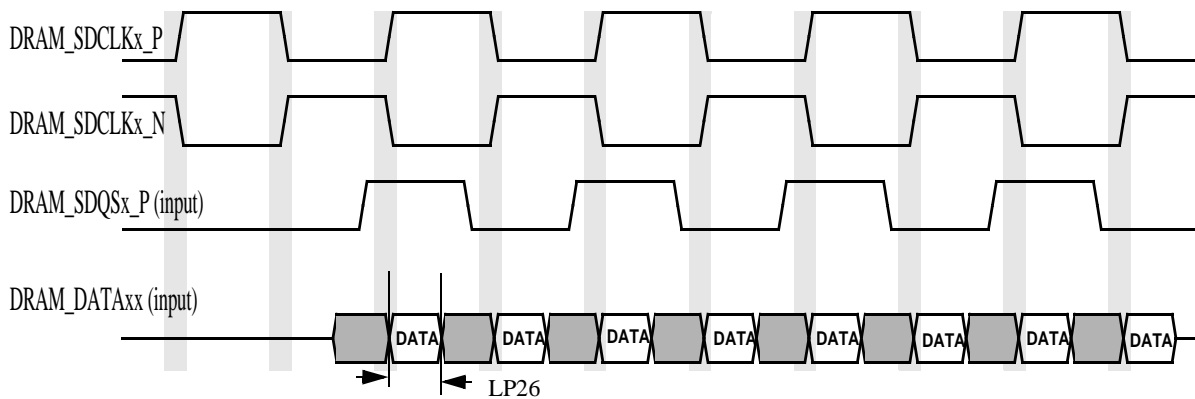 DRAM_SDCLKx_P
DRAM_SDCLKx_N
DRAM_SDQSx_P (input)
DRAM_DATAxx (input)
DATA DATA DATA DATA DATA DATA DATA DATA
LP26